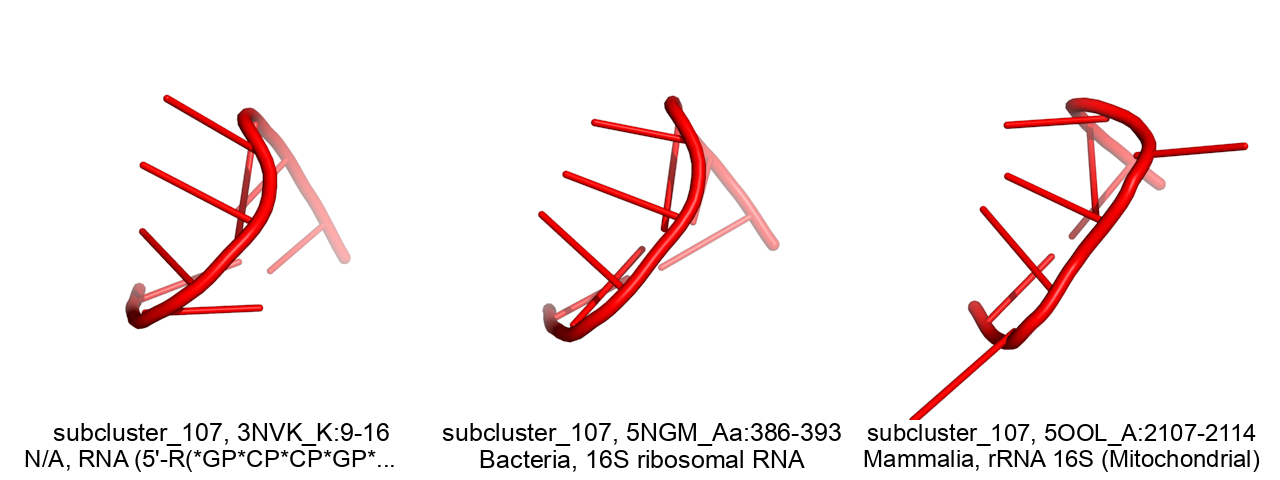 subcluster_107, 3NVK_K:9-16
N/A, RNA (5'-R(*GP*CP*CP*GP*...
subcluster_107, 5NGM_Aa:386-393
Bacteria, 16S ribosomal RNA
subcluster_107, 5OOL_A:2107-2114
Mammalia, rRNA 16S (Mitochondrial)